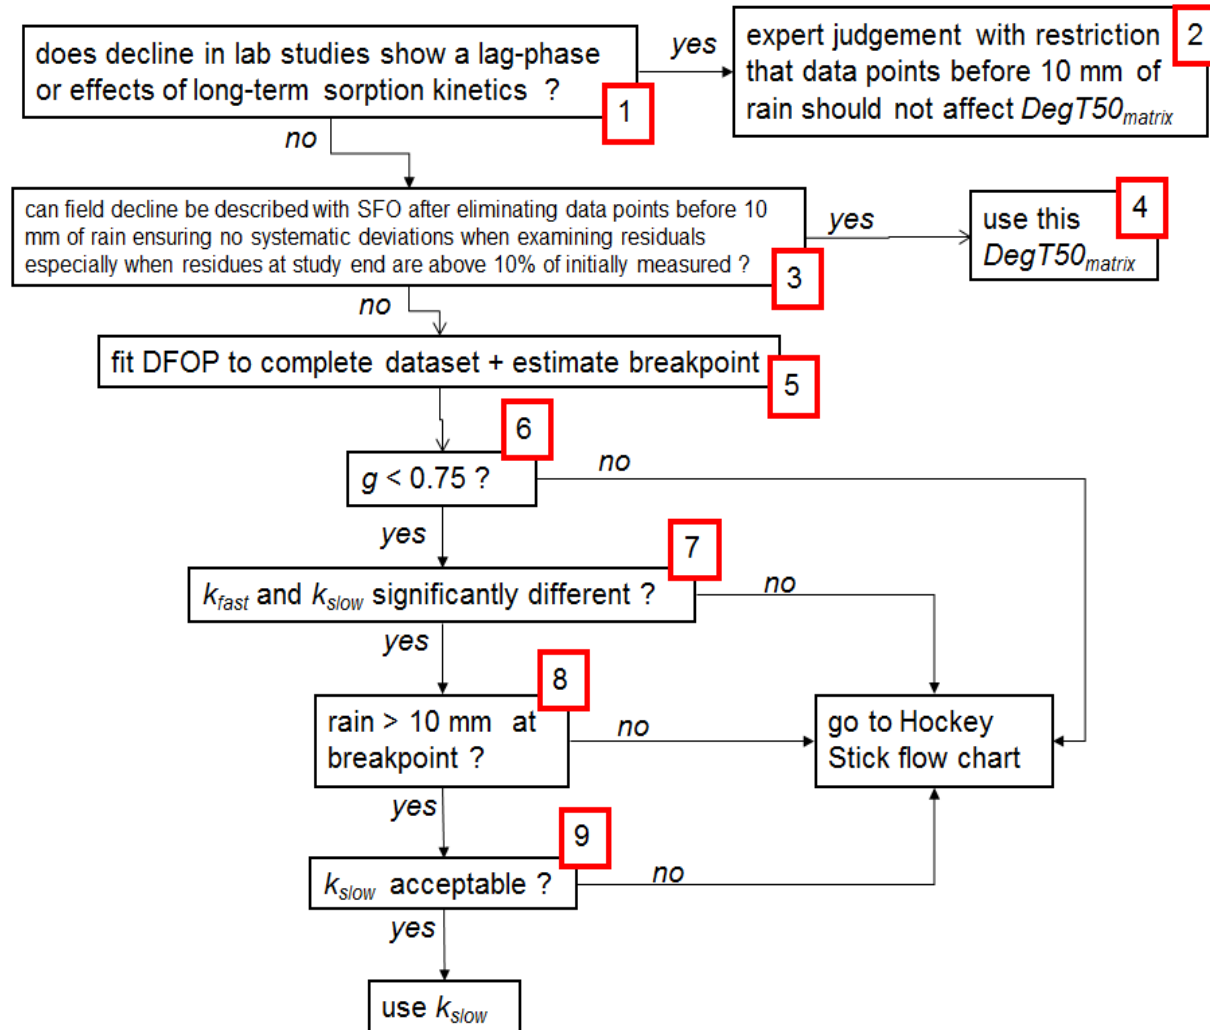 does decline in lab studies show a lag-phase
or effects of long-term sorption kinetics ?
1
yes
expert judgement with restriction
that data points before 10 mm of
rain should not affect DegT50matrix
2
no
can field decline be described with SFO after eliminating data points before 10
mm of rain ensuring no systematic deviations when examining residuals
especially when residues at study end are above 10% of initially measured ?
3
yes
use this
DegT50matrix
4
no
fit DFOP to complete dataset + estimate breakpoint
5
6
g < 0.75 ?
no
yes
7
kfast and kslow significantly different ?
no
yes
8
rain > 10 mm at
breakpoint ?
no
go to Hockey
Stick flow chart
yes
9
kslow acceptable ?
no
yes
use kslow